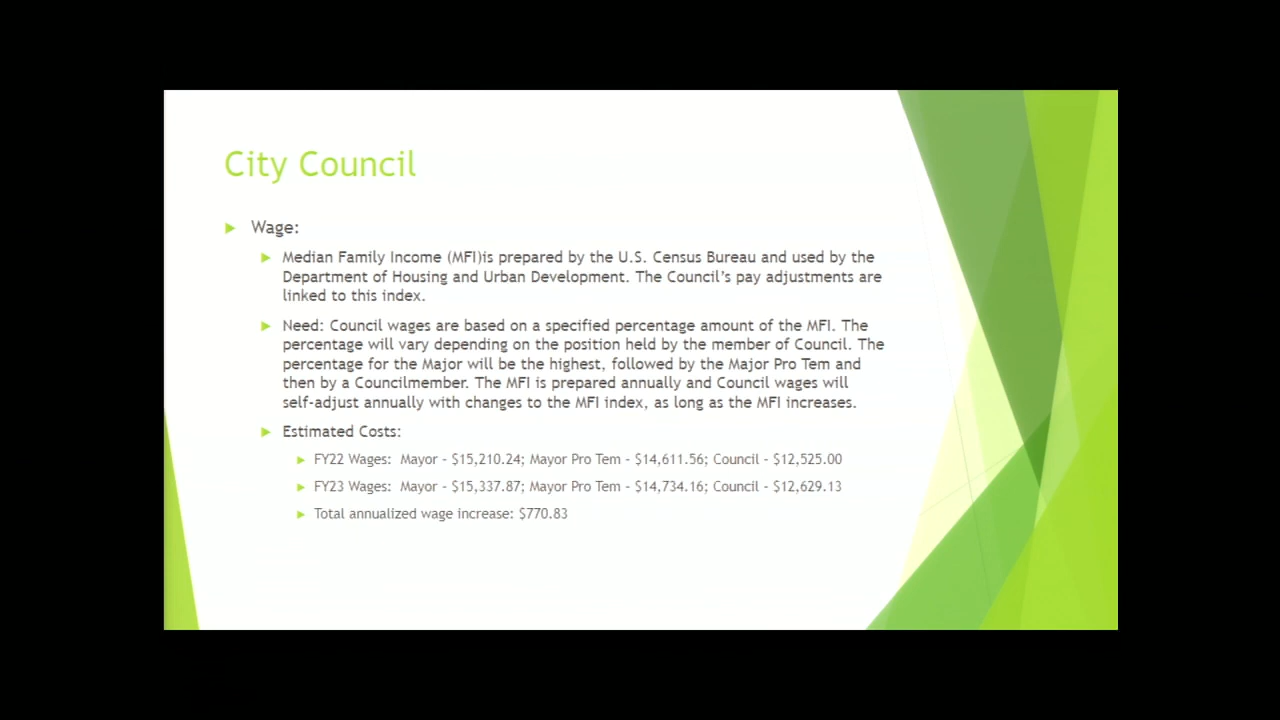 City Council
Wage:
Median Family Income (MFI)is prepared by the U.S. Census Bureau and used by the
Department of Housing and Urban Development. The Council's pay adjustments are
linked to this index.
Need: Council wages are based on a specified percentage amount of the MFI. The
percentage will vary depending on the position held by the member of Council. The
percentage for the Major will be the highest, followed by the Major Pro Tem and
then by a Councilmember. The MFI is prepared annually and Council wages will
self-adjust annually with changes to the MFI index, as long as the MFI increases.
Estimated Costs:
FY22 Wages:  Mayor - $15,210.24; Mayor Pro Tem - $14,611.56; Council - $12,525.00
FY23 Wages:  Mayor - $15,337.87; Mayor Pro Tem - $14,734.16; Council - $12,629.13
Total annualized wage increase: $770.83